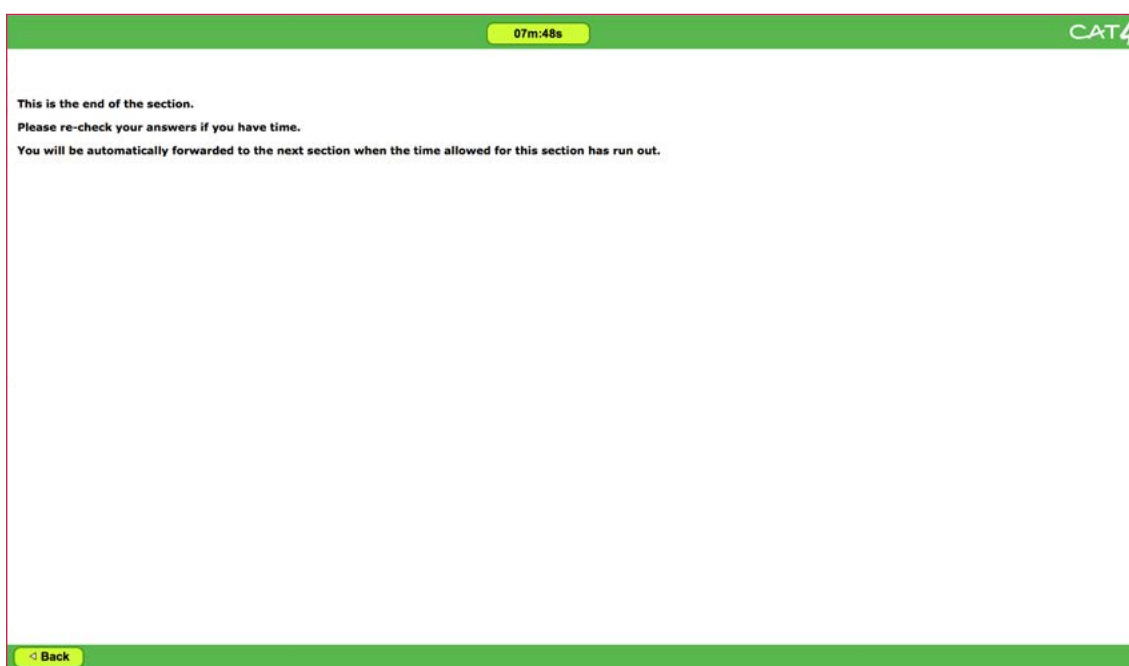 07m:48s
CAT4
This is the end of the section.
Please re-check your answers if you have time.
You will be automatically forwarded to the next section when the time allowed for this section has run out.
◁ Back